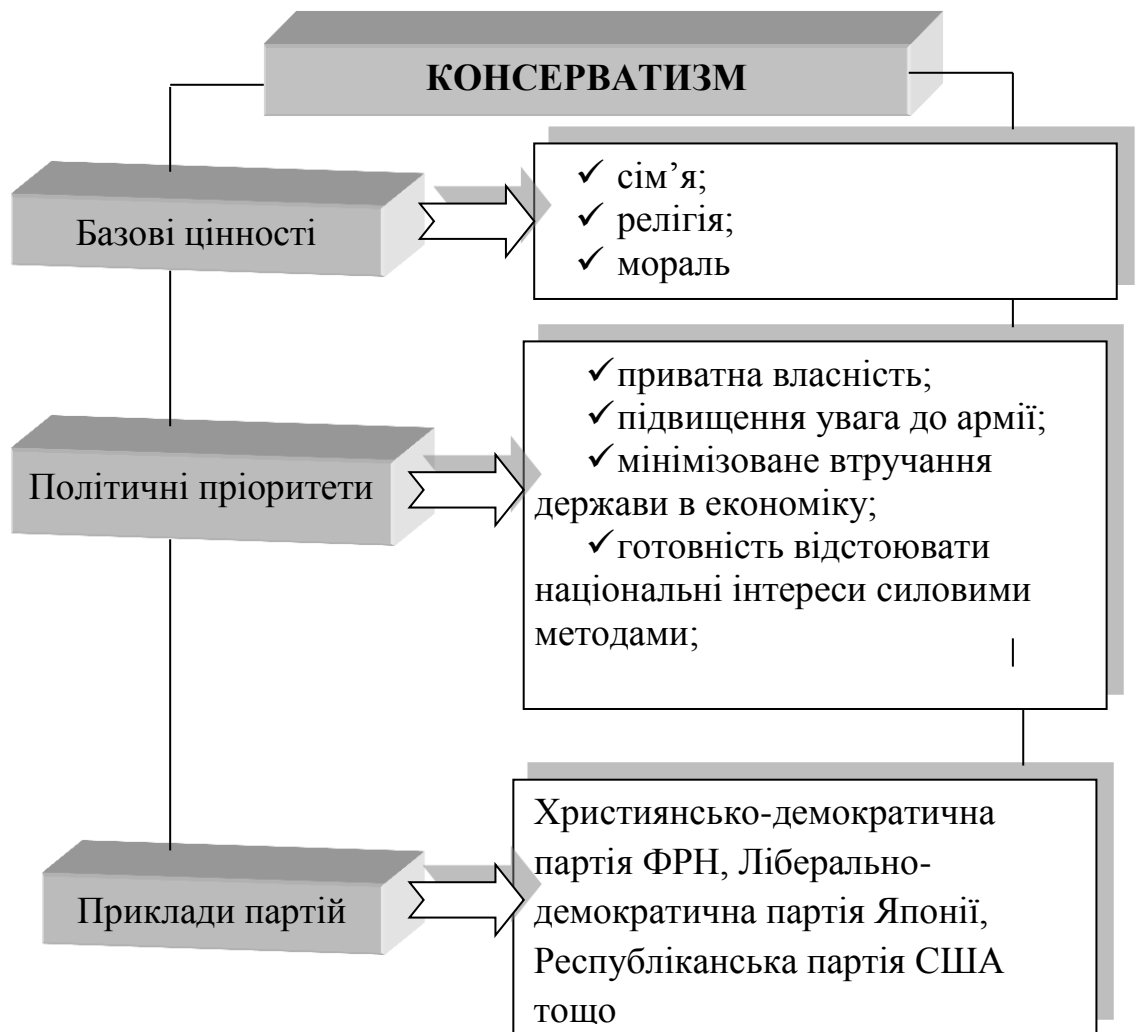 КОНСЕРВАТИЗМ
Базові цінності
✓ сім’я;
✓ релігія;
✓ мораль
Політичні пріоритети
✓приватна власність;
✓підвищення увага до армії;
✓мінімізоване втручання
держави в економіку;
✓готовність відстоювати
національні інтереси силовими
методами;
Приклади партій
Християнсько-демократична
партія ФРН, Ліберально-
демократична партія Японії,
Республіканська партія США
тощо